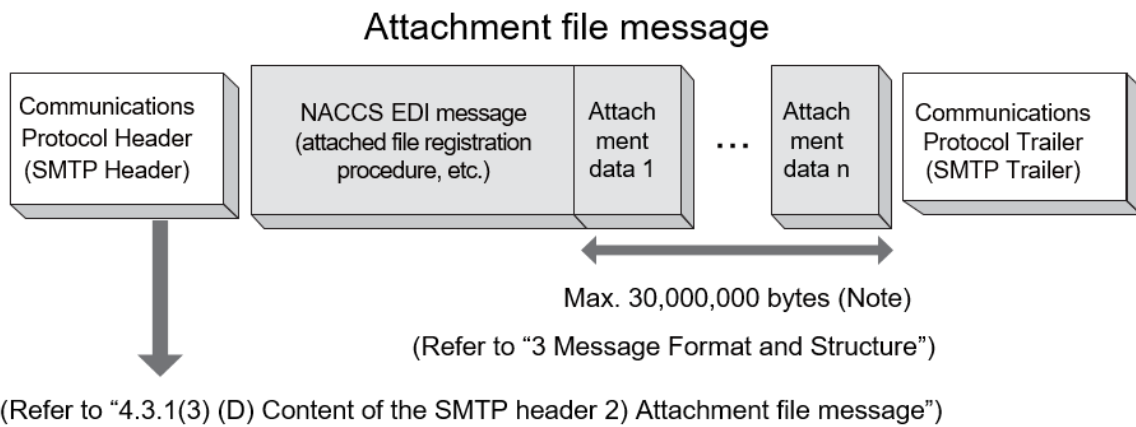 Attachment file message
Communications
Protocol Header
(SMTP Header)
NACCS EDI message
(attached file registration
procedure, etc.)
Attach
ment
data 1
...
Attach
ment
data n
Communications
Protocol Trailer
(SMTP Trailer)
Max. 30,000,000 bytes (Note)
(Refer to “3 Message Format and Structure”)
(Refer to “4.3.1(3) (D) Content of the SMTP header 2) Attachment file message”)